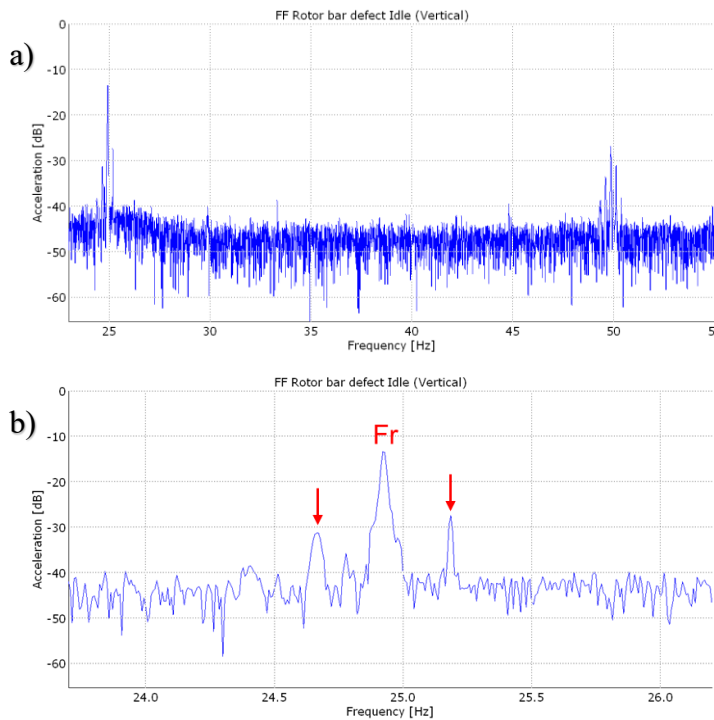 FF Rotor bar defect Idle (Vertical)
a)
0
-10
-20
-30
-40
-50
-60
Acceleration [dB]
25
30
35
40
45
50
5
Frequency [Hz]
FF Rotor bar defect Idle (Vertical)
b)
0
-10
-20
-30
-40
-50
-60
Acceleration [dB]
Fr
24.0
24.5
25.0
25.5
26.0
Frequency [Hz]